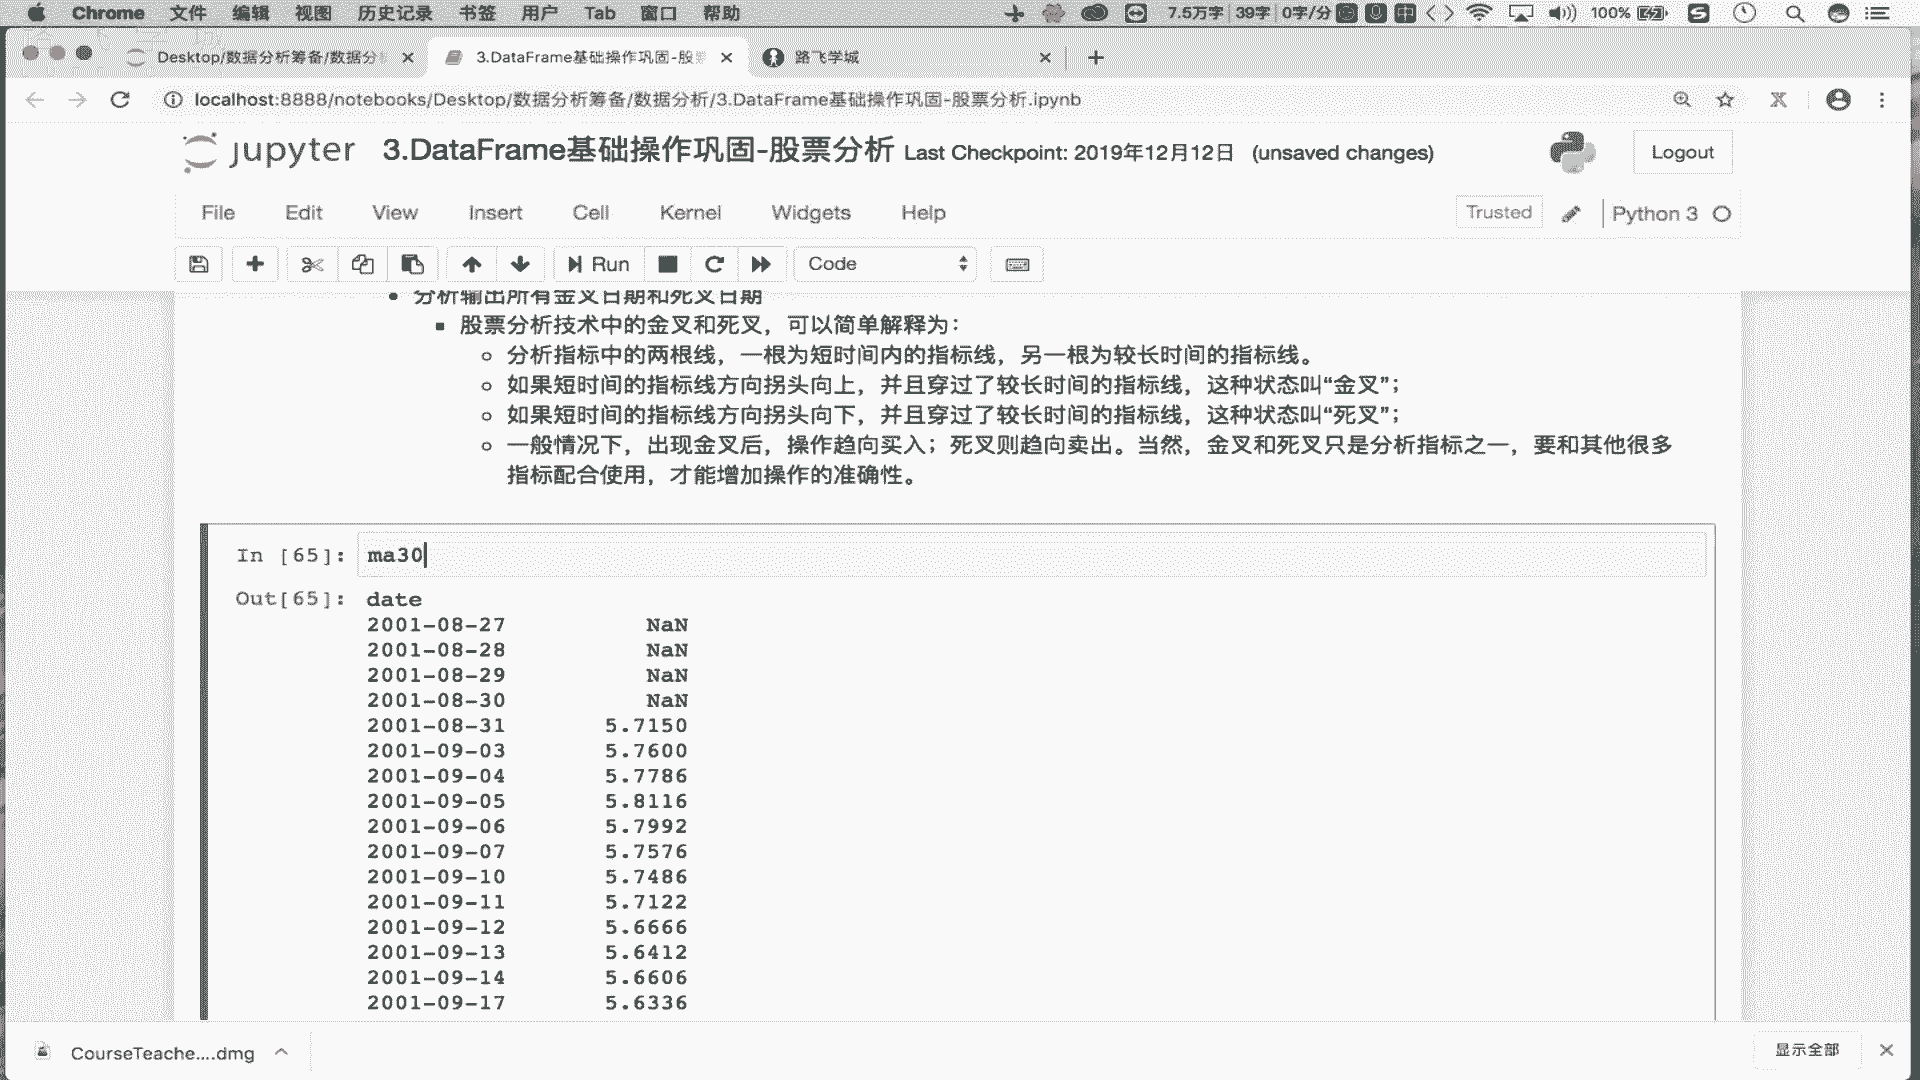 Chrome 文件 编辑 视图 历史记录 书签 用户 Tab 窗口 帮助 7.5万字 39字 0字/分 中 100%
Desktop/数据分析筹备/数据分 3.DataFrame基础操作巩固-股 路飞学城
localhost:8888/notebooks/Desktop/数据分析筹备/数据分析/3.DataFrame基础操作巩固-股票分析.ipynb
jupyter 3.DataFrame基础操作巩固-股票分析 Last Checkpoint: 2019年12月12日 (unsaved changes) Logout
File Edit View Insert Cell Kernel Widgets Help Trusted Python 3
Run Code
分析输出所有金叉日期和死叉日期
股票分析技术中的金叉和死叉，可以简单解释为：
分析指标中的两根线，一根为短时间内的指标线，另一根为较长时间的指标线。
如果短时间的指标线方向拐头向上，并且穿过了较长时间的指标线，这种状态叫“金叉”；
如果短时间的指标线方向拐头向下，并且穿过了较长时间的指标线，这种状态叫“死叉”；
一般情况下，出现金叉后，操作趋向买入；死叉则趋向卖出。当然，金叉和死叉只是分析指标之一，要和其他很多
指标配合使用，才能增加操作的准确性。
In [65]: ma30
Out[65]: date
2001-08-27 NaN
2001-08-28 NaN
2001-08-29 NaN
2001-08-30 NaN
2001-08-31 5.7150
2001-09-03 5.7600
2001-09-04 5.7786
2001-09-05 5.8116
2001-09-06 5.7992
2001-09-07 5.7576
2001-09-10 5.7486
2001-09-11 5.7122
2001-09-12 5.6666
2001-09-13 5.6412
2001-09-14 5.6606
2001-09-17 5.6336
CourseTeache....dmg 显示全部